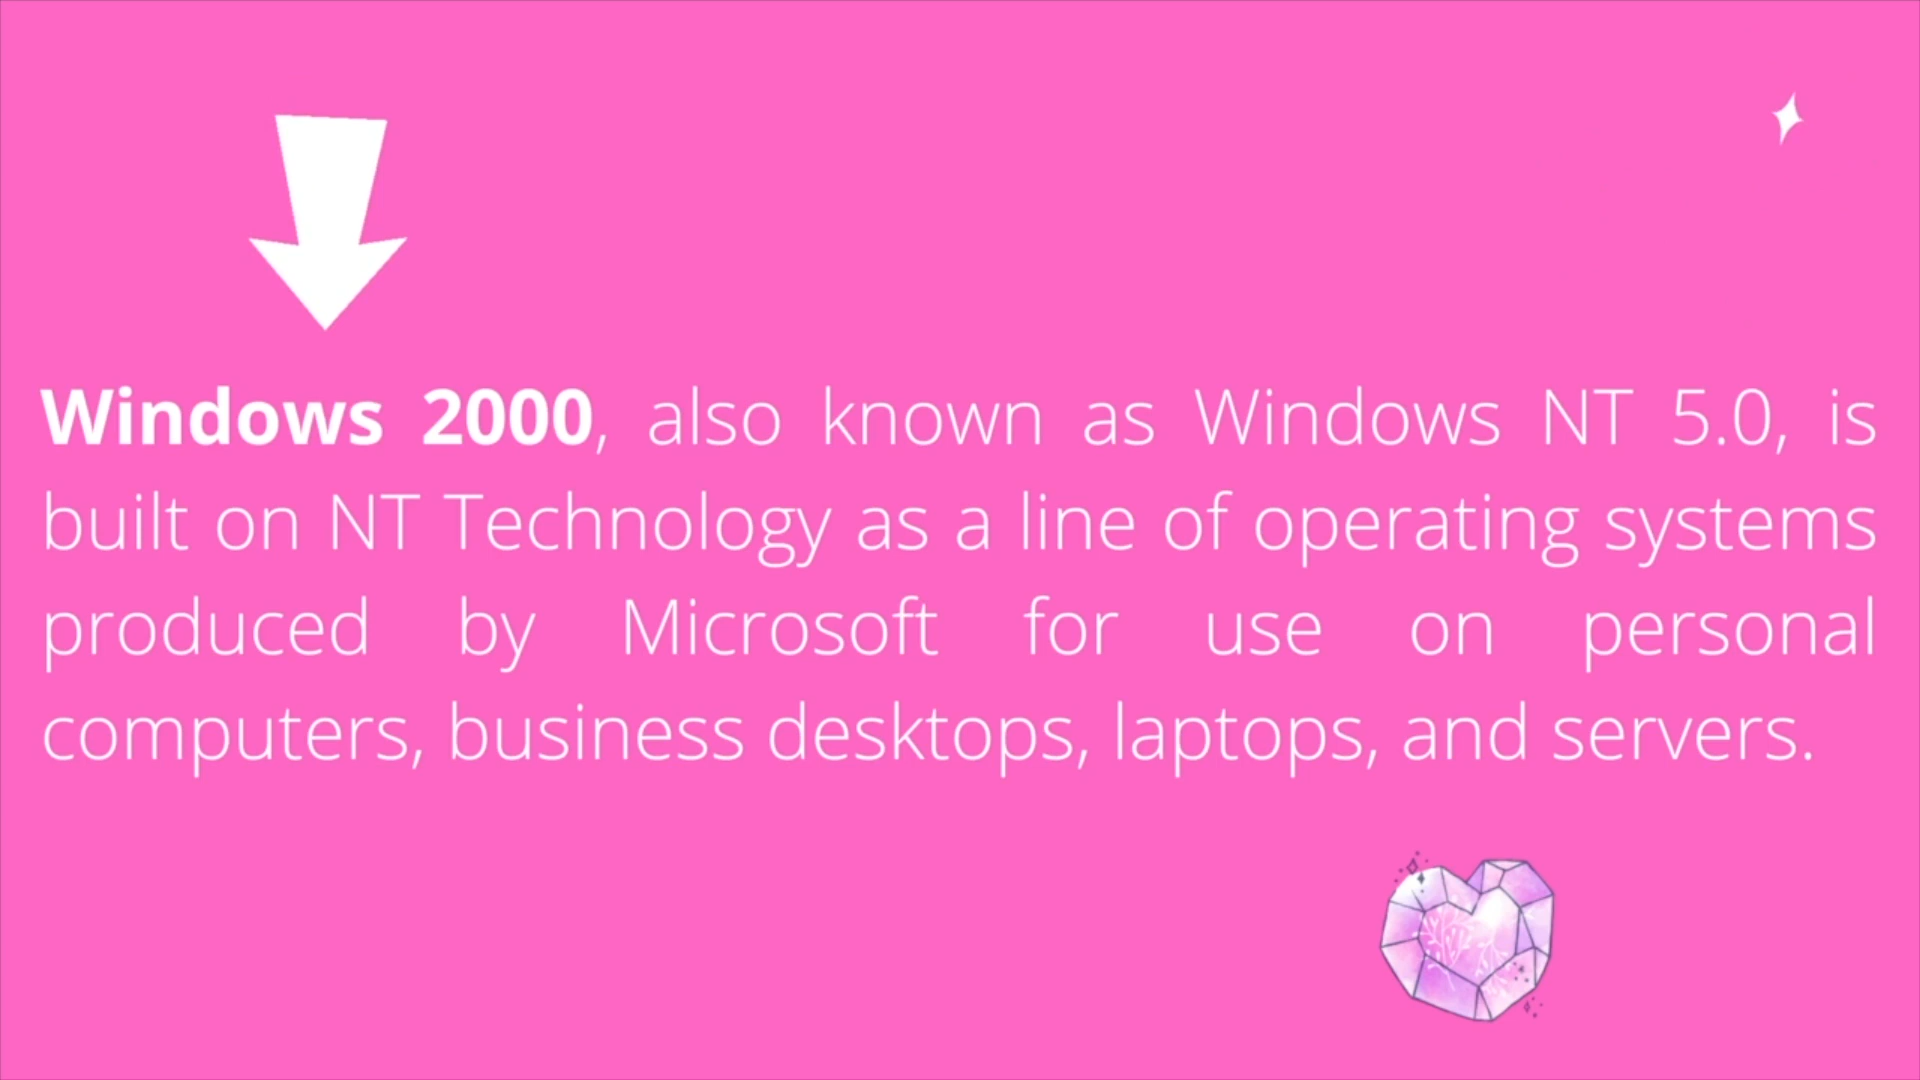 Windows 2000, also known as Windows NT 5.0, is
built on NT Technology as a line of operating systems
produced by Microsoft for use on personal
computers, business desktops, laptops, and servers.